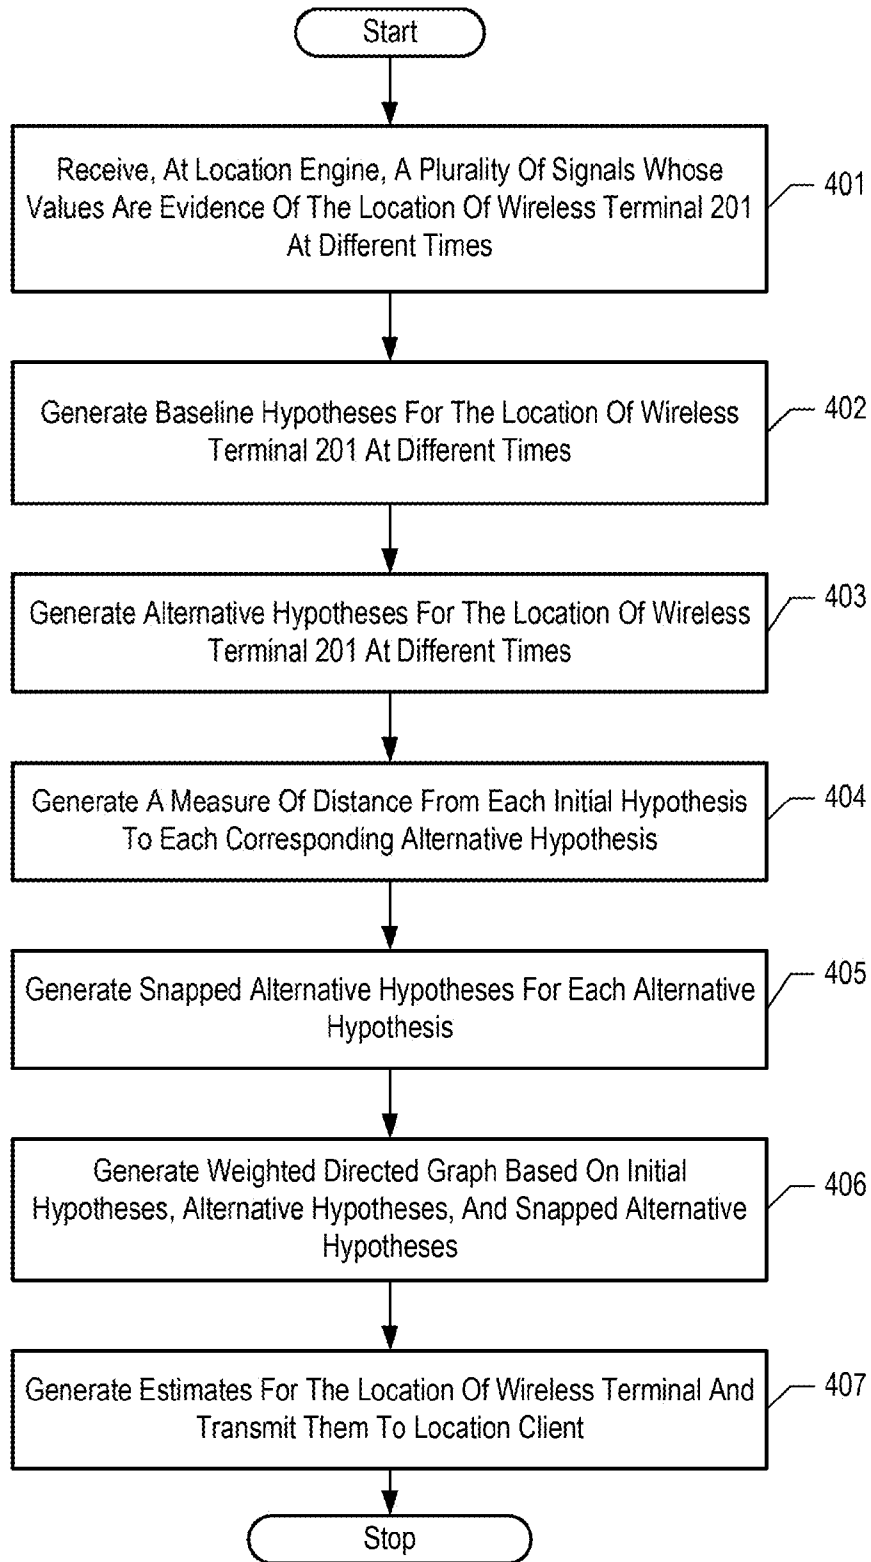 Start
Receive, At Location Engine, A Plurality Of Signals Whose
Values Are Evidence Of The Location Of Wireless Terminal 201
At Different Times
401
Generate Baseline Hypotheses For The Location Of Wireless
Terminal 201 At Different Times
402
Generate Alternative Hypotheses For The Location Of Wireless
Terminal 201 At Different Times
403
Generate A Measure Of Distance From Each Initial Hypothesis
To Each Corresponding Alternative Hypothesis
404
Generate Snapped Alternative Hypotheses For Each Alternative
Hypothesis
405
Generate Weighted Directed Graph Based On Initial
Hypotheses, Alternative Hypotheses, And Snapped Alternative
Hypotheses
406
Generate Estimates For The Location Of Wireless Terminal And
Transmit Them To Location Client
407
Stop